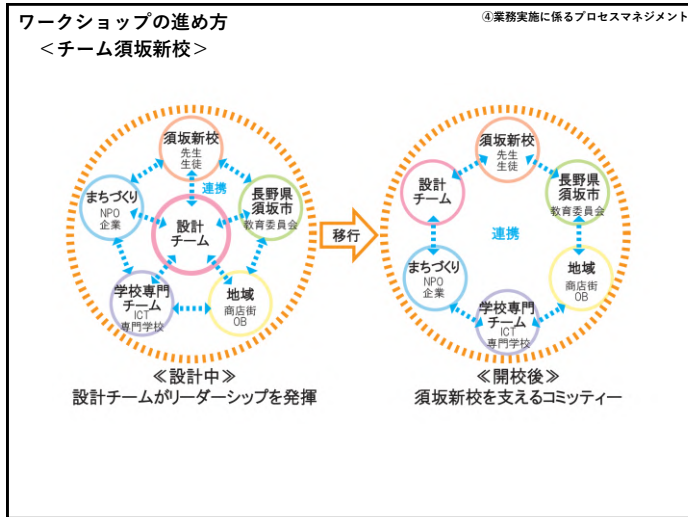 ワークショップの進め方
④業務実施に係るプロセスマネジメント
＜チーム須坂新校＞
須坂新校
先生
生徒
まちづくり
NPO
企業
連携
長野県
須坂市
教育委員会
設計
チーム
学校専門
チーム
ICT
専門学校
地域
商店街
OB
≪設計中≫
設計チームがリーダーシップを発揮
移行
須坂新校
先生
生徒
設計
チーム
長野県
須坂市
教育委員会
連携
まちづくり
NPO
企業
地域
商店街
OB
学校専門
チーム
ICT
専門学校
≪開校後≫
須坂新校を支えるコミッティー